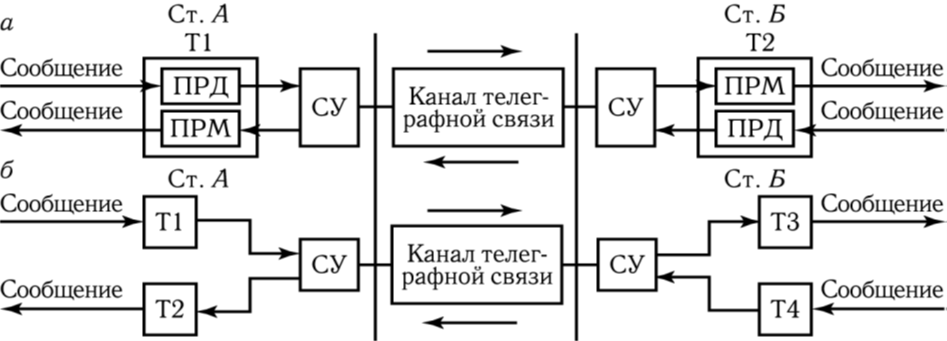 а
Ст. А
Ст. Б
Т1
Т2
Сообщение
ПРД
СУ
Канал телег-
рафной связи
СУ
ПРМ
Сообщение
Сообщение
ПРМ
ПРД
Сообщение
б
Ст. А
Ст. Б
Сообщение
Т1
Т3
Сообщение
СУ
Канал телег-
рафной связи
СУ
Сообщение
Т2
Т4
Сообщение